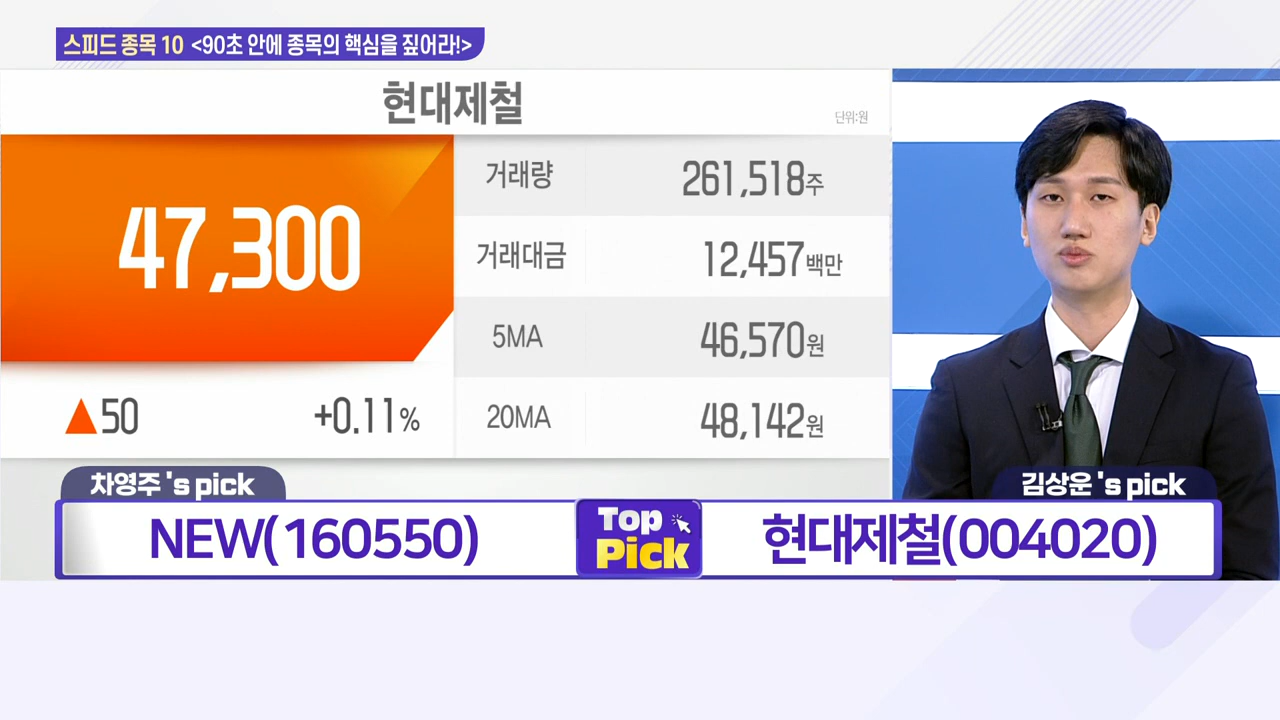 스피드 종목 10 <90초 안에 종목의 핵심을 짚어라!>
현대제철
단위:원
47,300
▲50 +0.11%
거래량 261,518주
거래대금 12,457백만
5MA 46,570원
20MA 48,142원
차영주 's pick
김상운 's pick
NEW(160550)
Top
Pick
현대제철(004020)